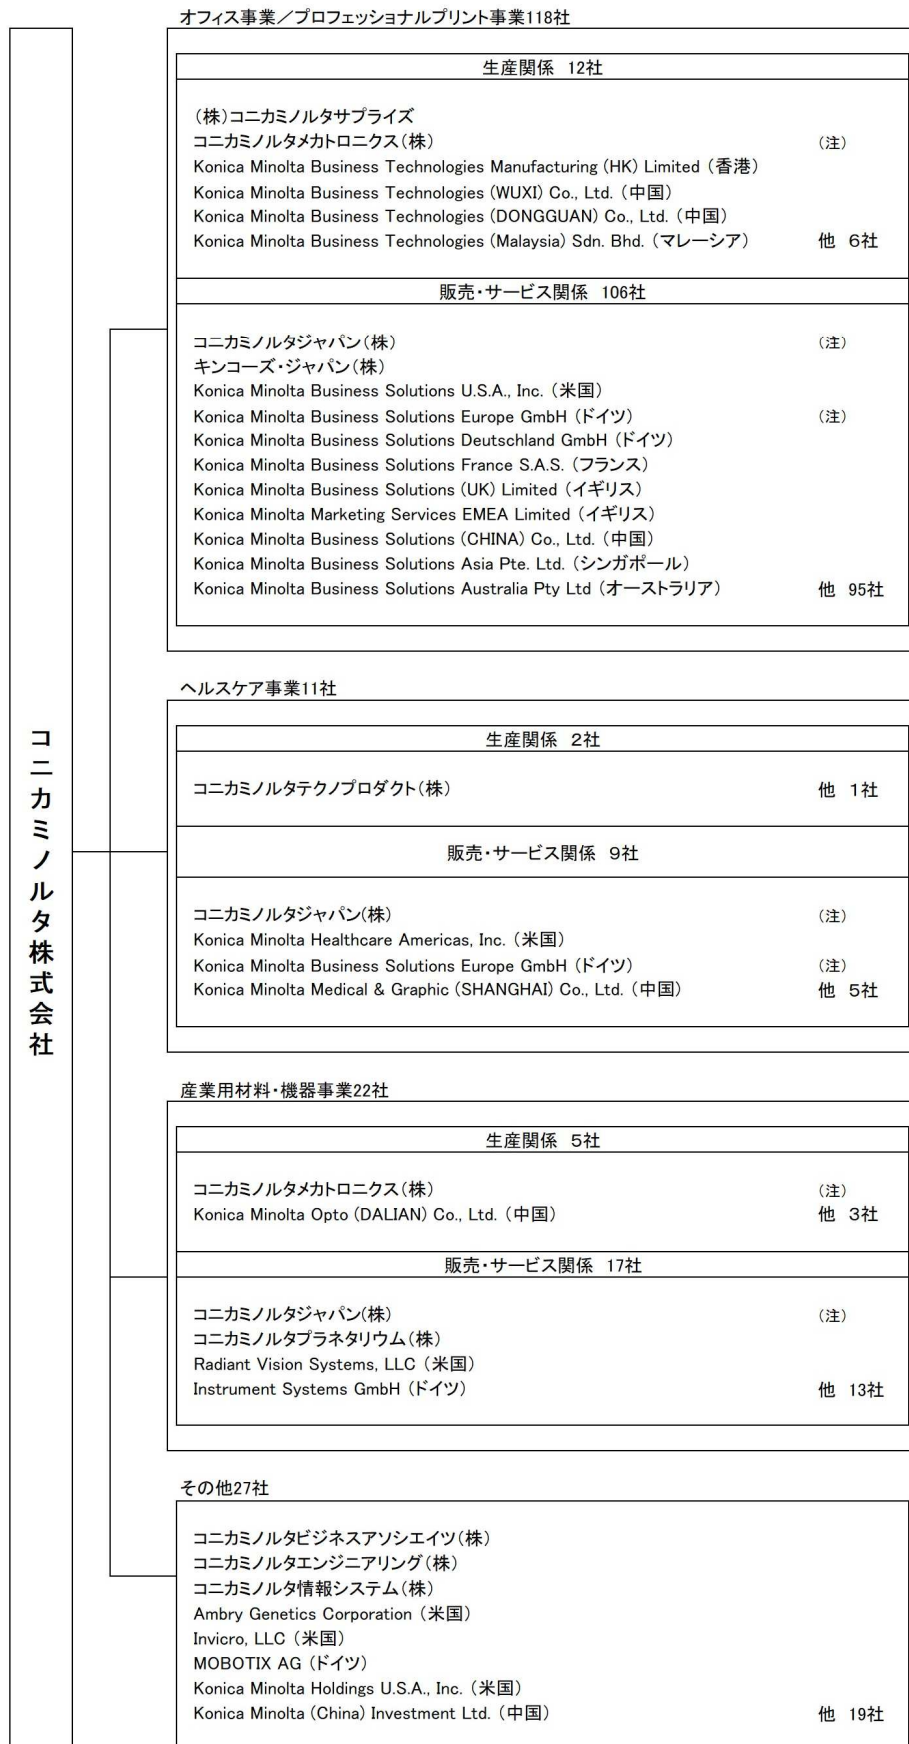 オフィス事業／プロフェッショナルプリント事業118社
生産関係 12社
(株)コニカミノルタサプライズ
コニカミノルタメカトロニクス(株) (注)
Konica Minolta Business Technologies Manufacturing (HK) Limited (香港)
Konica Minolta Business Technologies (WUXI) Co., Ltd. (中国)
Konica Minolta Business Technologies (DONGGUAN) Co., Ltd. (中国)
Konica Minolta Business Technologies (Malaysia) Sdn. Bhd. (マレーシア) 他 6社
販売・サービス関係 106社
コニカミノルタジャパン(株) (注)
キンコーズ・ジャパン(株)
Konica Minolta Business Solutions U.S.A., Inc. (米国)
Konica Minolta Business Solutions Europe GmbH (ドイツ) (注)
Konica Minolta Business Solutions Deutschland GmbH (ドイツ)
Konica Minolta Business Solutions France S.A.S. (フランス)
Konica Minolta Business Solutions (UK) Limited (イギリス)
Konica Minolta Marketing Services EMEA Limited (イギリス)
Konica Minolta Business Solutions (CHINA) Co., Ltd. (中国)
Konica Minolta Business Solutions Asia Pte. Ltd. (シンガポール)
Konica Minolta Business Solutions Australia Pty Ltd (オーストラリア) 他 95社
コニカミノルタ株式会社
ヘルスケア事業11社
生産関係 2社
コニカミノルタテクノプロダクト(株) 他 1社
販売・サービス関係 9社
コニカミノルタジャパン(株) (注)
Konica Minolta Healthcare Americas, Inc. (米国)
Konica Minolta Business Solutions Europe GmbH (ドイツ) (注)
Konica Minolta Medical & Graphic (SHANGHAI) Co., Ltd. (中国) 他 5社
産業用材料・機器事業22社
生産関係 5社
コニカミノルタメカトロニクス(株) (注)
Konica Minolta Opto (DALIAN) Co., Ltd. (中国) 他 3社
販売・サービス関係 17社
コニカミノルタジャパン(株) (注)
コニカミノルタプラネタリウム(株)
Radiant Vision Systems, LLC (米国)
Instrument Systems GmbH (ドイツ) 他 13社
その他27社
コニカミノルタビジネスアソシエイツ(株)
コニカミノルタエンジニアリング(株)
コニカミノルタ情報システム(株)
Ambry Genetics Corporation (米国)
Invicro, LLC (米国)
MOBOTIX AG (ドイツ)
Konica Minolta Holdings U.S.A., Inc. (米国)
Konica Minolta (China) Investment Ltd. (中国) 他 19社